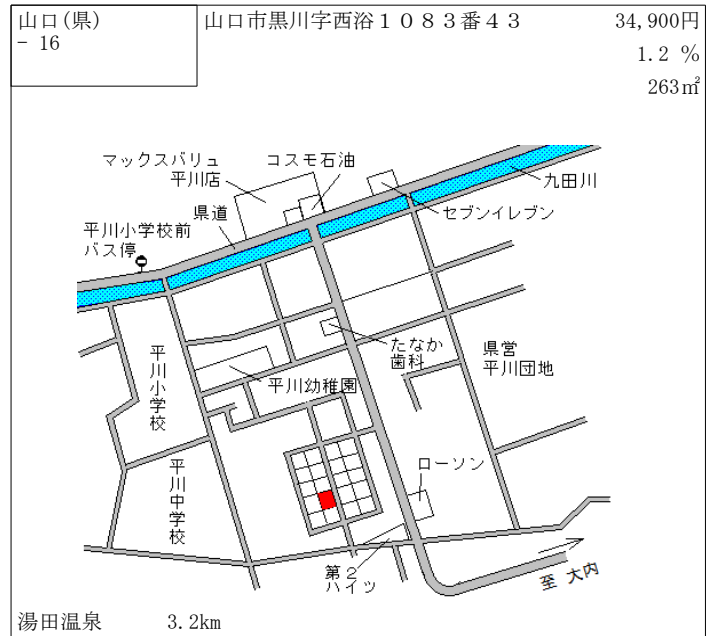 山口(県)
- 16
山口市黒川字西浴１０８３番４３
34,900円
1.2 %
263㎡
マックスバリュ
平川店
コスモ石油
九田川
セブンイレブン
県道
平川小学校前
バス停
たなか
歯科
県営
平川団地
平川小学校
平川幼稚園
ローソン
平川中学校
第２
ハイツ
至 大内
湯田温泉 3.2km